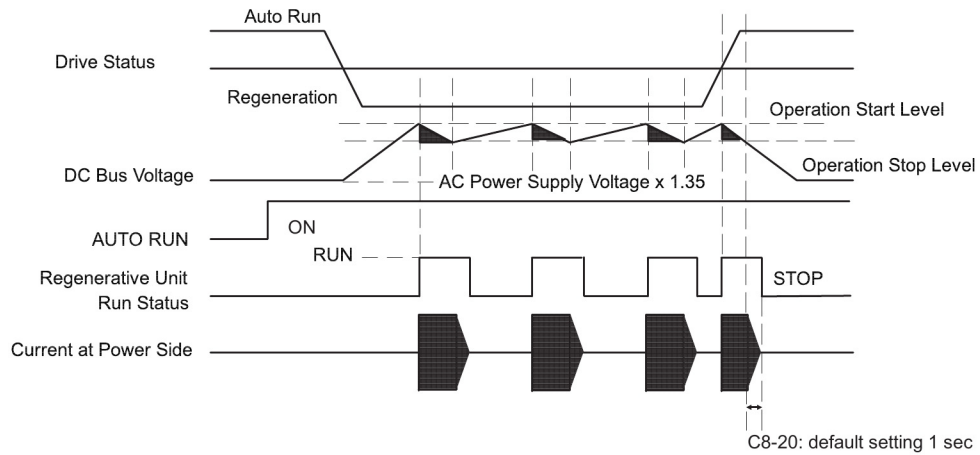 Auto Run
Drive Status
Regeneration
Operation Start Level
Operation Stop Level
DC Bus Voltage
AC Power Supply Voltage x 1.35
ON
AUTO RUN
RUN
Regenerative Unit
Run Status
STOP
Current at Power Side
C8-20: default setting 1 sec